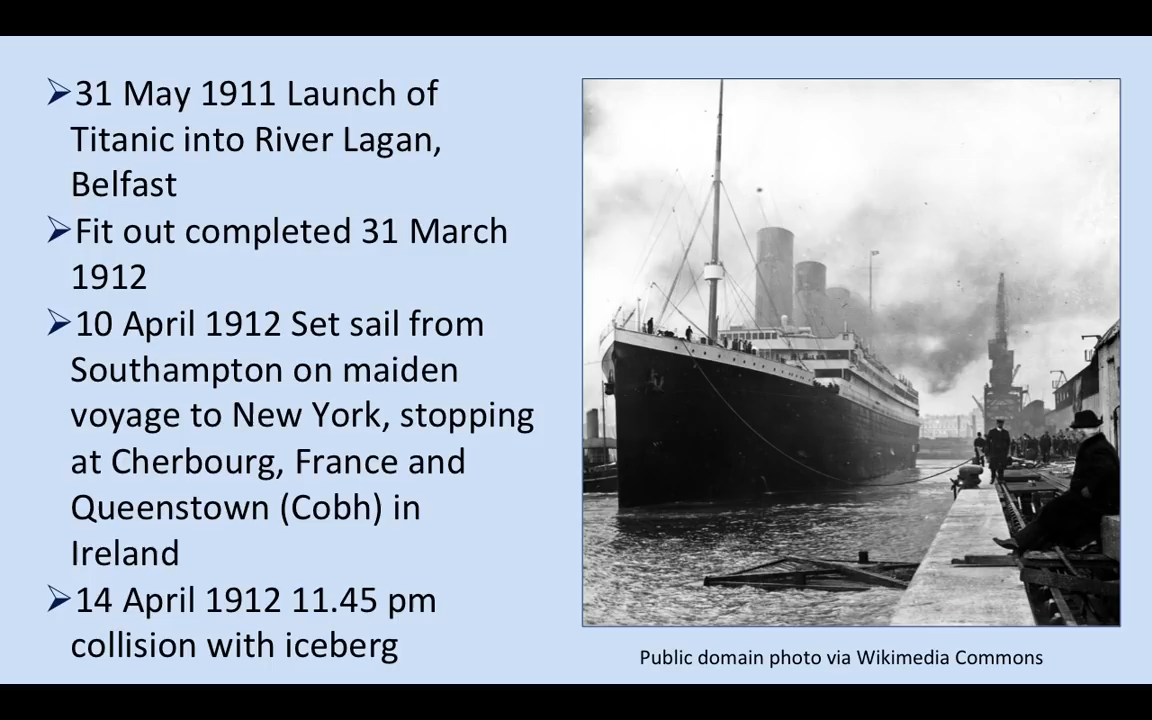 ➢31 May 1911 Launch of
Titanic into River Lagan,
Belfast
➢Fit out completed 31 March
1912
➢10 April 1912 Set sail from
Southampton on maiden
voyage to New York, stopping
at Cherbourg, France and
Queenstown (Cobh) in
Ireland
➢14 April 1912 11.45 pm
collision with iceberg
Public domain photo via Wikimedia Commons